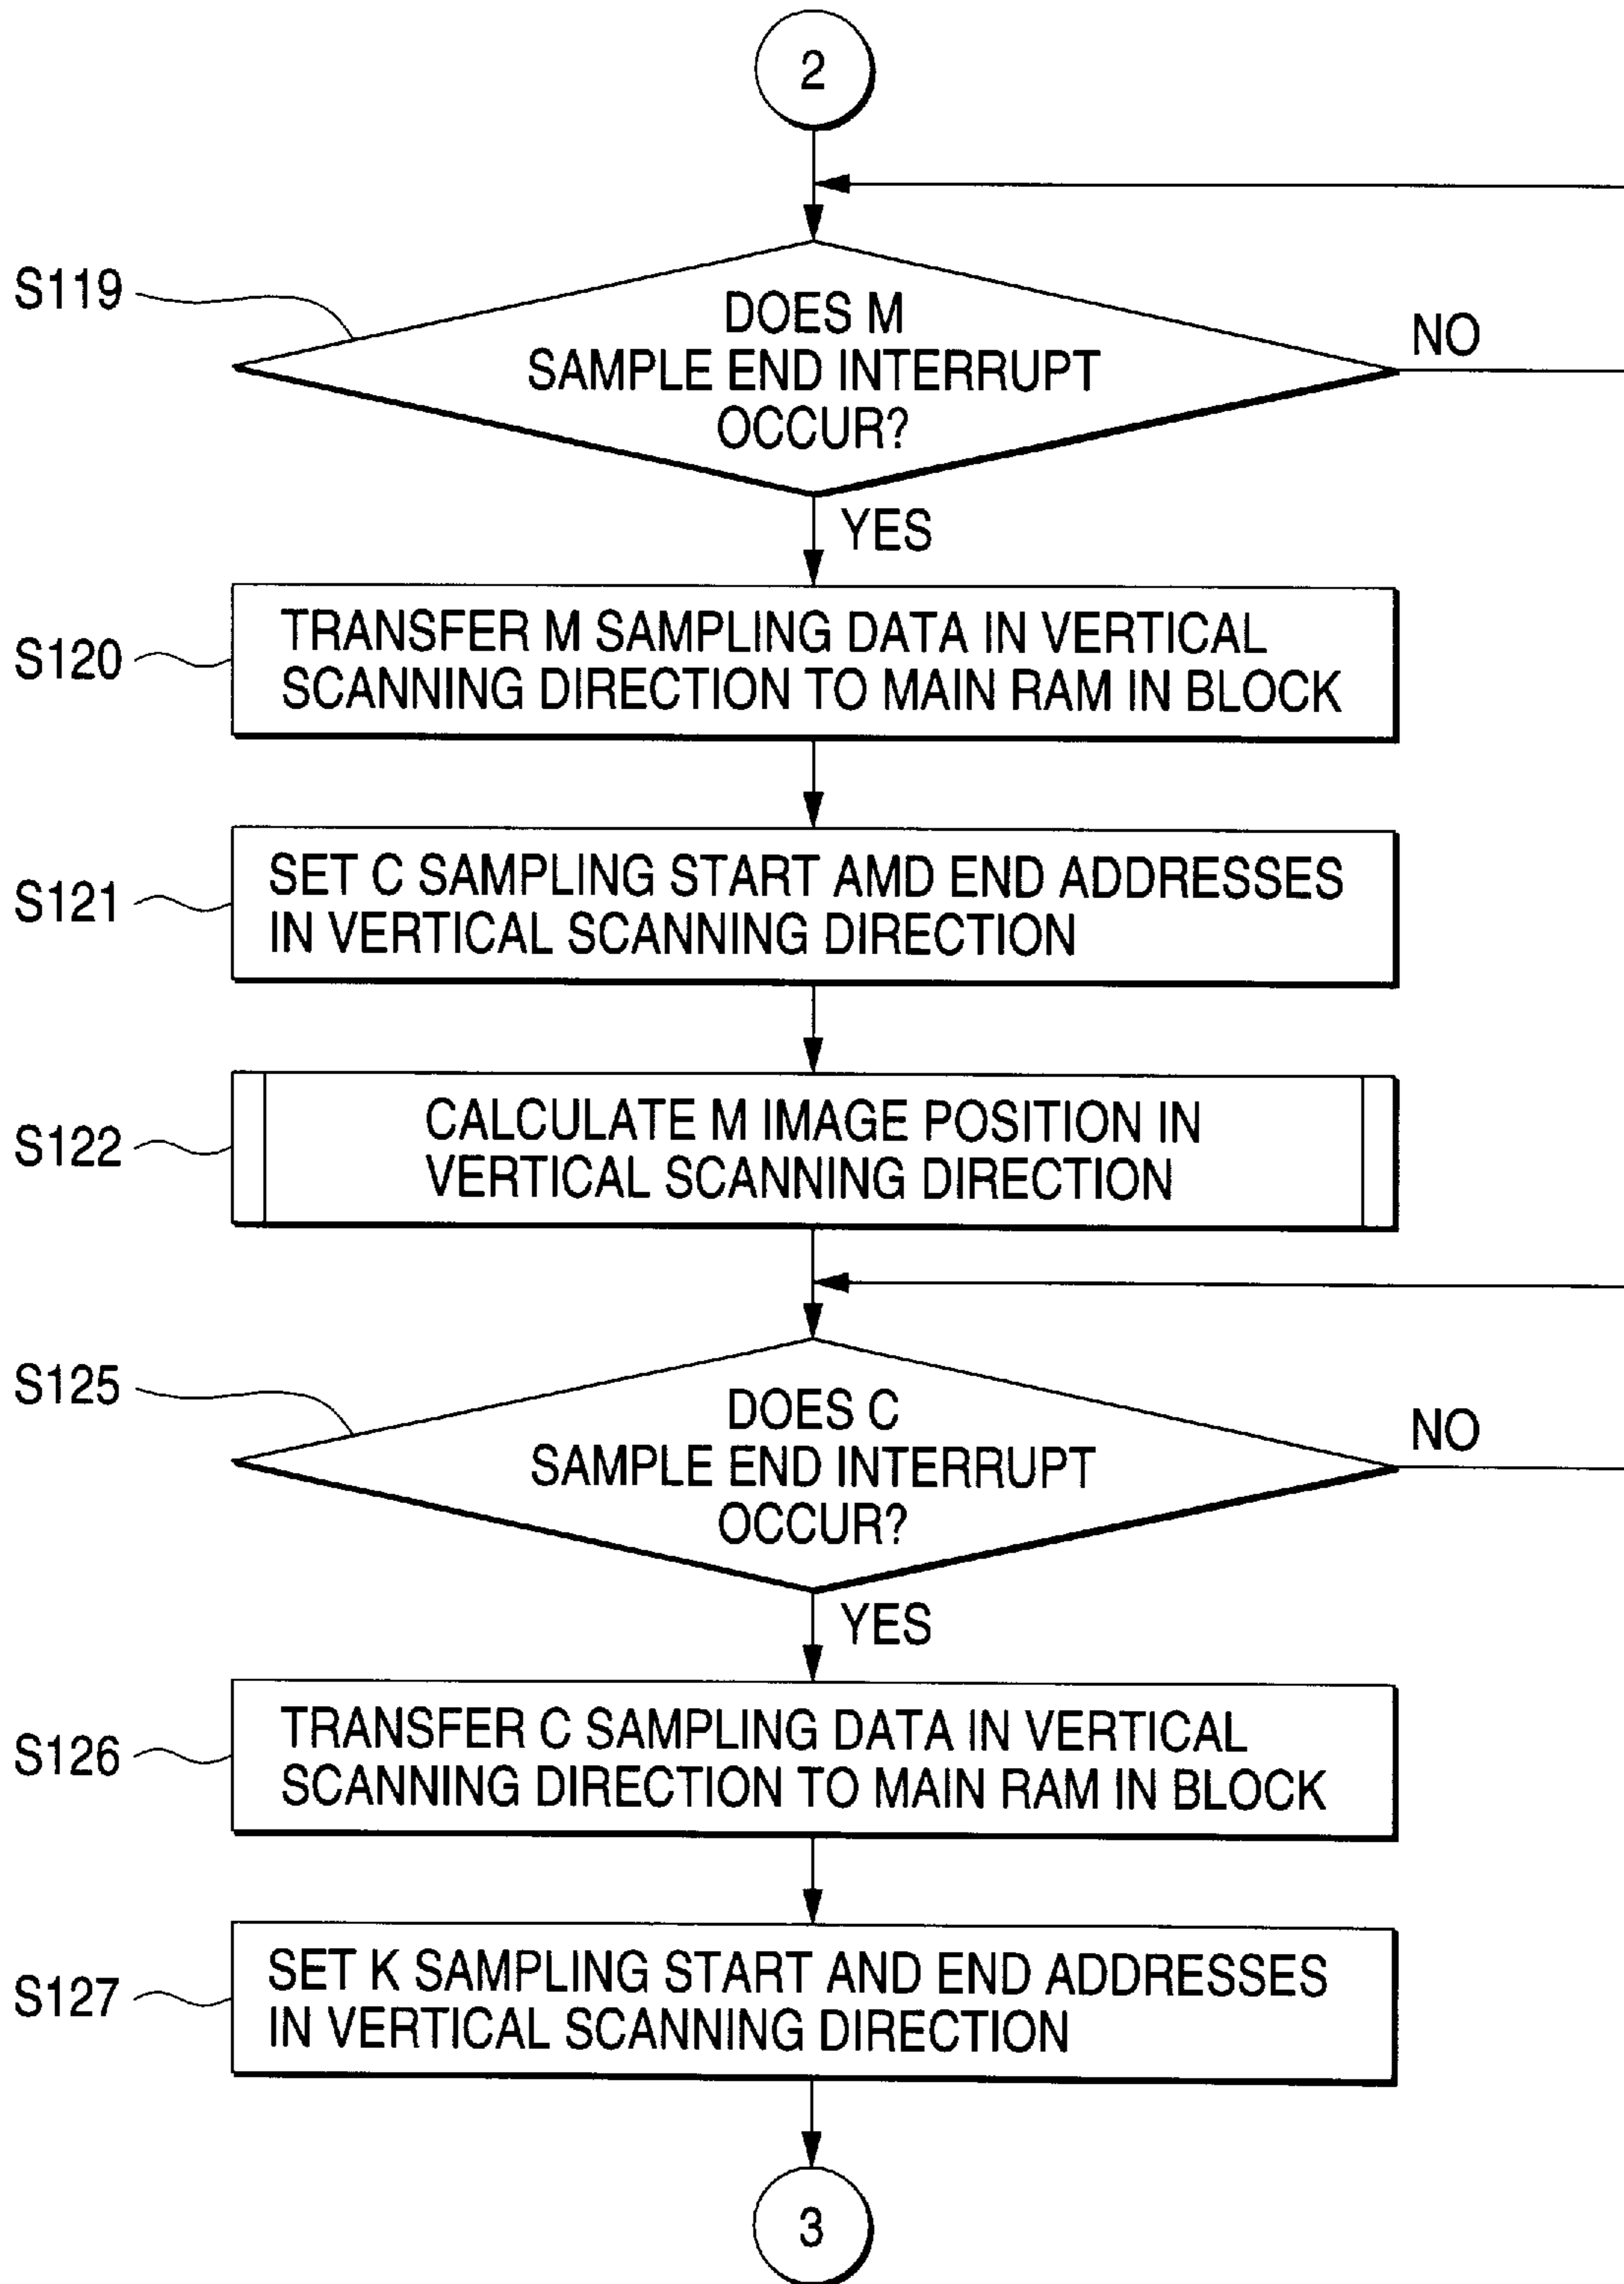 2
S119
DOES M
SAMPLE END INTERRUPT
OCCUR?
NO
YES
S120
TRANSFER M SAMPLING DATA IN VERTICAL
SCANNING DIRECTION TO MAIN RAM IN BLOCK
S121
SET C SAMPLING START AMD END ADDRESSES
IN VERTICAL SCANNING DIRECTION
S122
CALCULATE M IMAGE POSITION IN
VERTICAL SCANNING DIRECTION
S125
DOES C
SAMPLE END INTERRUPT
OCCUR?
NO
YES
S126
TRANSFER C SAMPLING DATA IN VERTICAL
SCANNING DIRECTION TO MAIN RAM IN BLOCK
S127
SET K SAMPLING START AND END ADDRESSES
IN VERTICAL SCANNING DIRECTION
3